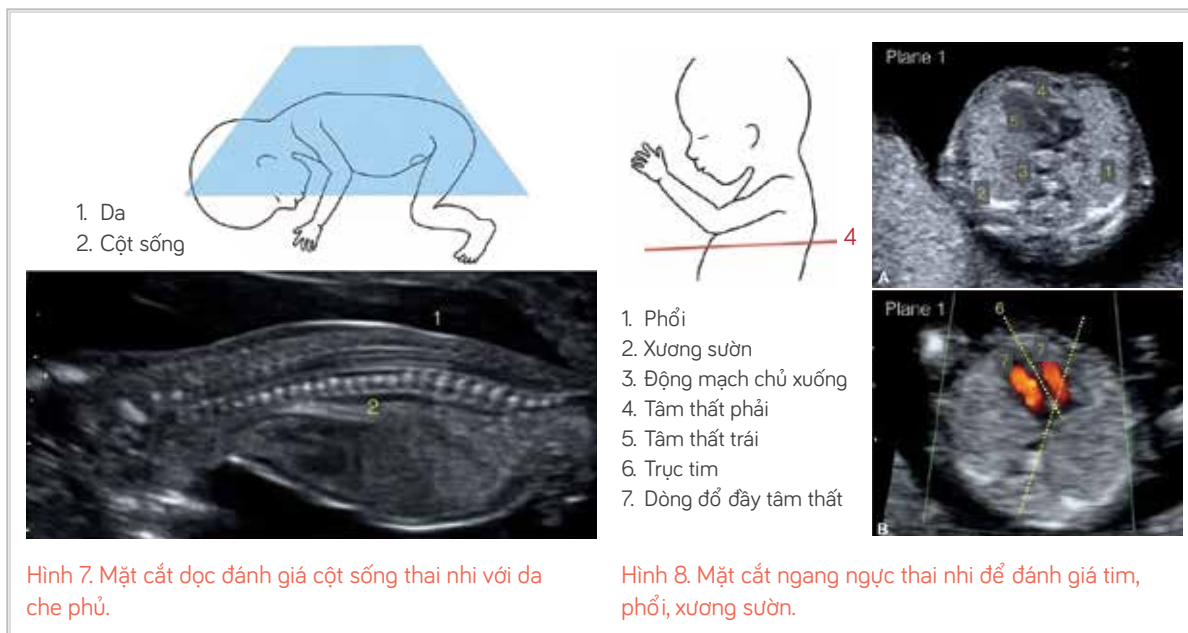 1. Da
2. Cột sống
1
2
Hình 7. Mặt cắt dọc đánh giá cột sống thai nhi với da
che phủ.
4
1. Phổi
2. Xương sườn
3. Động mạch chủ xuống
4. Tâm thất phải
5. Tâm thất trái
6. Trục tim
7. Dòng đổ đầy tâm thất
Plane 1
4
5
3
1
2
A
Plane 1
6
7
7
B
Hình 8. Mặt cắt ngang ngực thai nhi để đánh giá tim,
phổi, xương sườn.